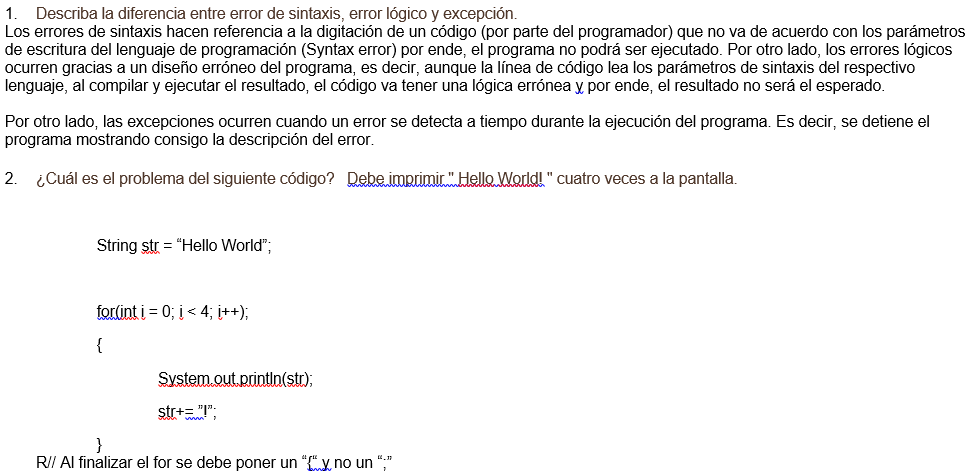 1. Describa la diferencia entre error de sintaxis, error lógico y excepción.
Los errores de sintaxis hacen referencia a la digitación de un código (por parte del programador) que no va de acuerdo con los parámetros
de escritura del lenguaje de programación (Syntax error) por ende, el programa no podrá ser ejecutado. Por otro lado, los errores lógicos
ocurren gracias a un diseño erróneo del programa, es decir, aunque la línea de código lea los parámetros de sintaxis del respectivo
lenguaje, al compilar y ejecutar el resultado, el código va tener una lógica errónea y por ende, el resultado no será el esperado.
Por otro lado, las excepciones ocurren cuando un error se detecta a tiempo durante la ejecución del programa. Es decir, se detiene el
programa mostrando consigo la descripción del error.
2. ¿Cuál es el problema del siguiente código? Debe imprimir " Hello World! " cuatro veces a la pantalla.
String str = “Hello World”;
for(int i = 0; i < 4; i++);
{
System.out.println(str);
str+= ”!”;
}
R// Al finalizar el for se debe poner un “{“ y no un “;”